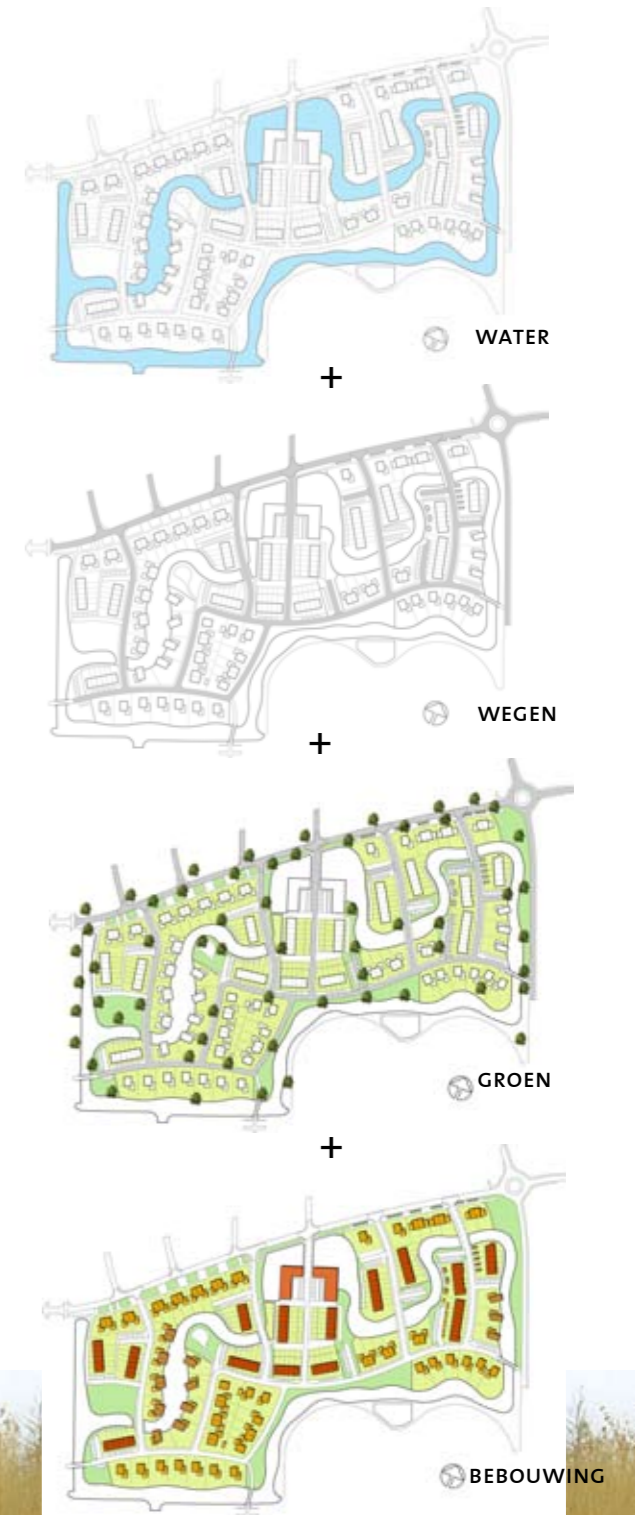 WATER
+
WEGEN
+
GROEN
+
BEBOUWING